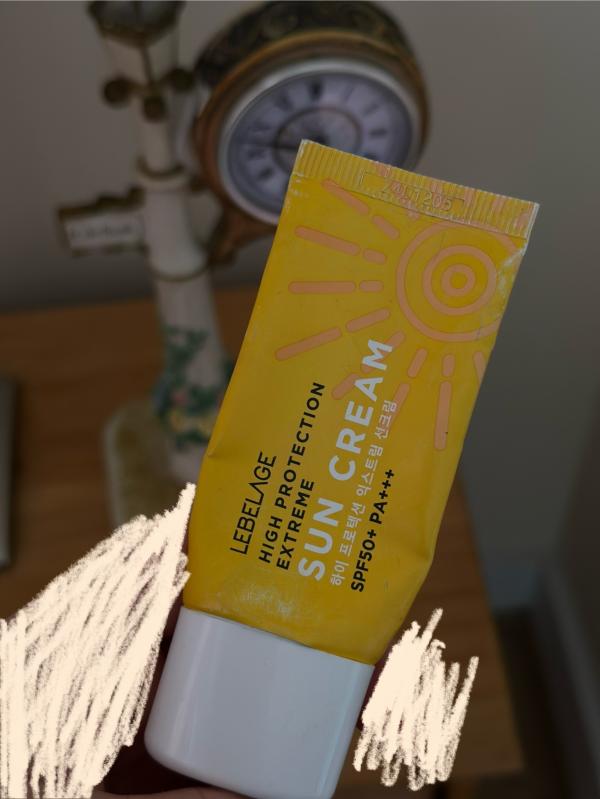 LEBELAGE
HIGH PROTECTION
EXTREME
SUN CREAM
하이 프로텍션 익스트림 선크림
SPF50+ PA+++